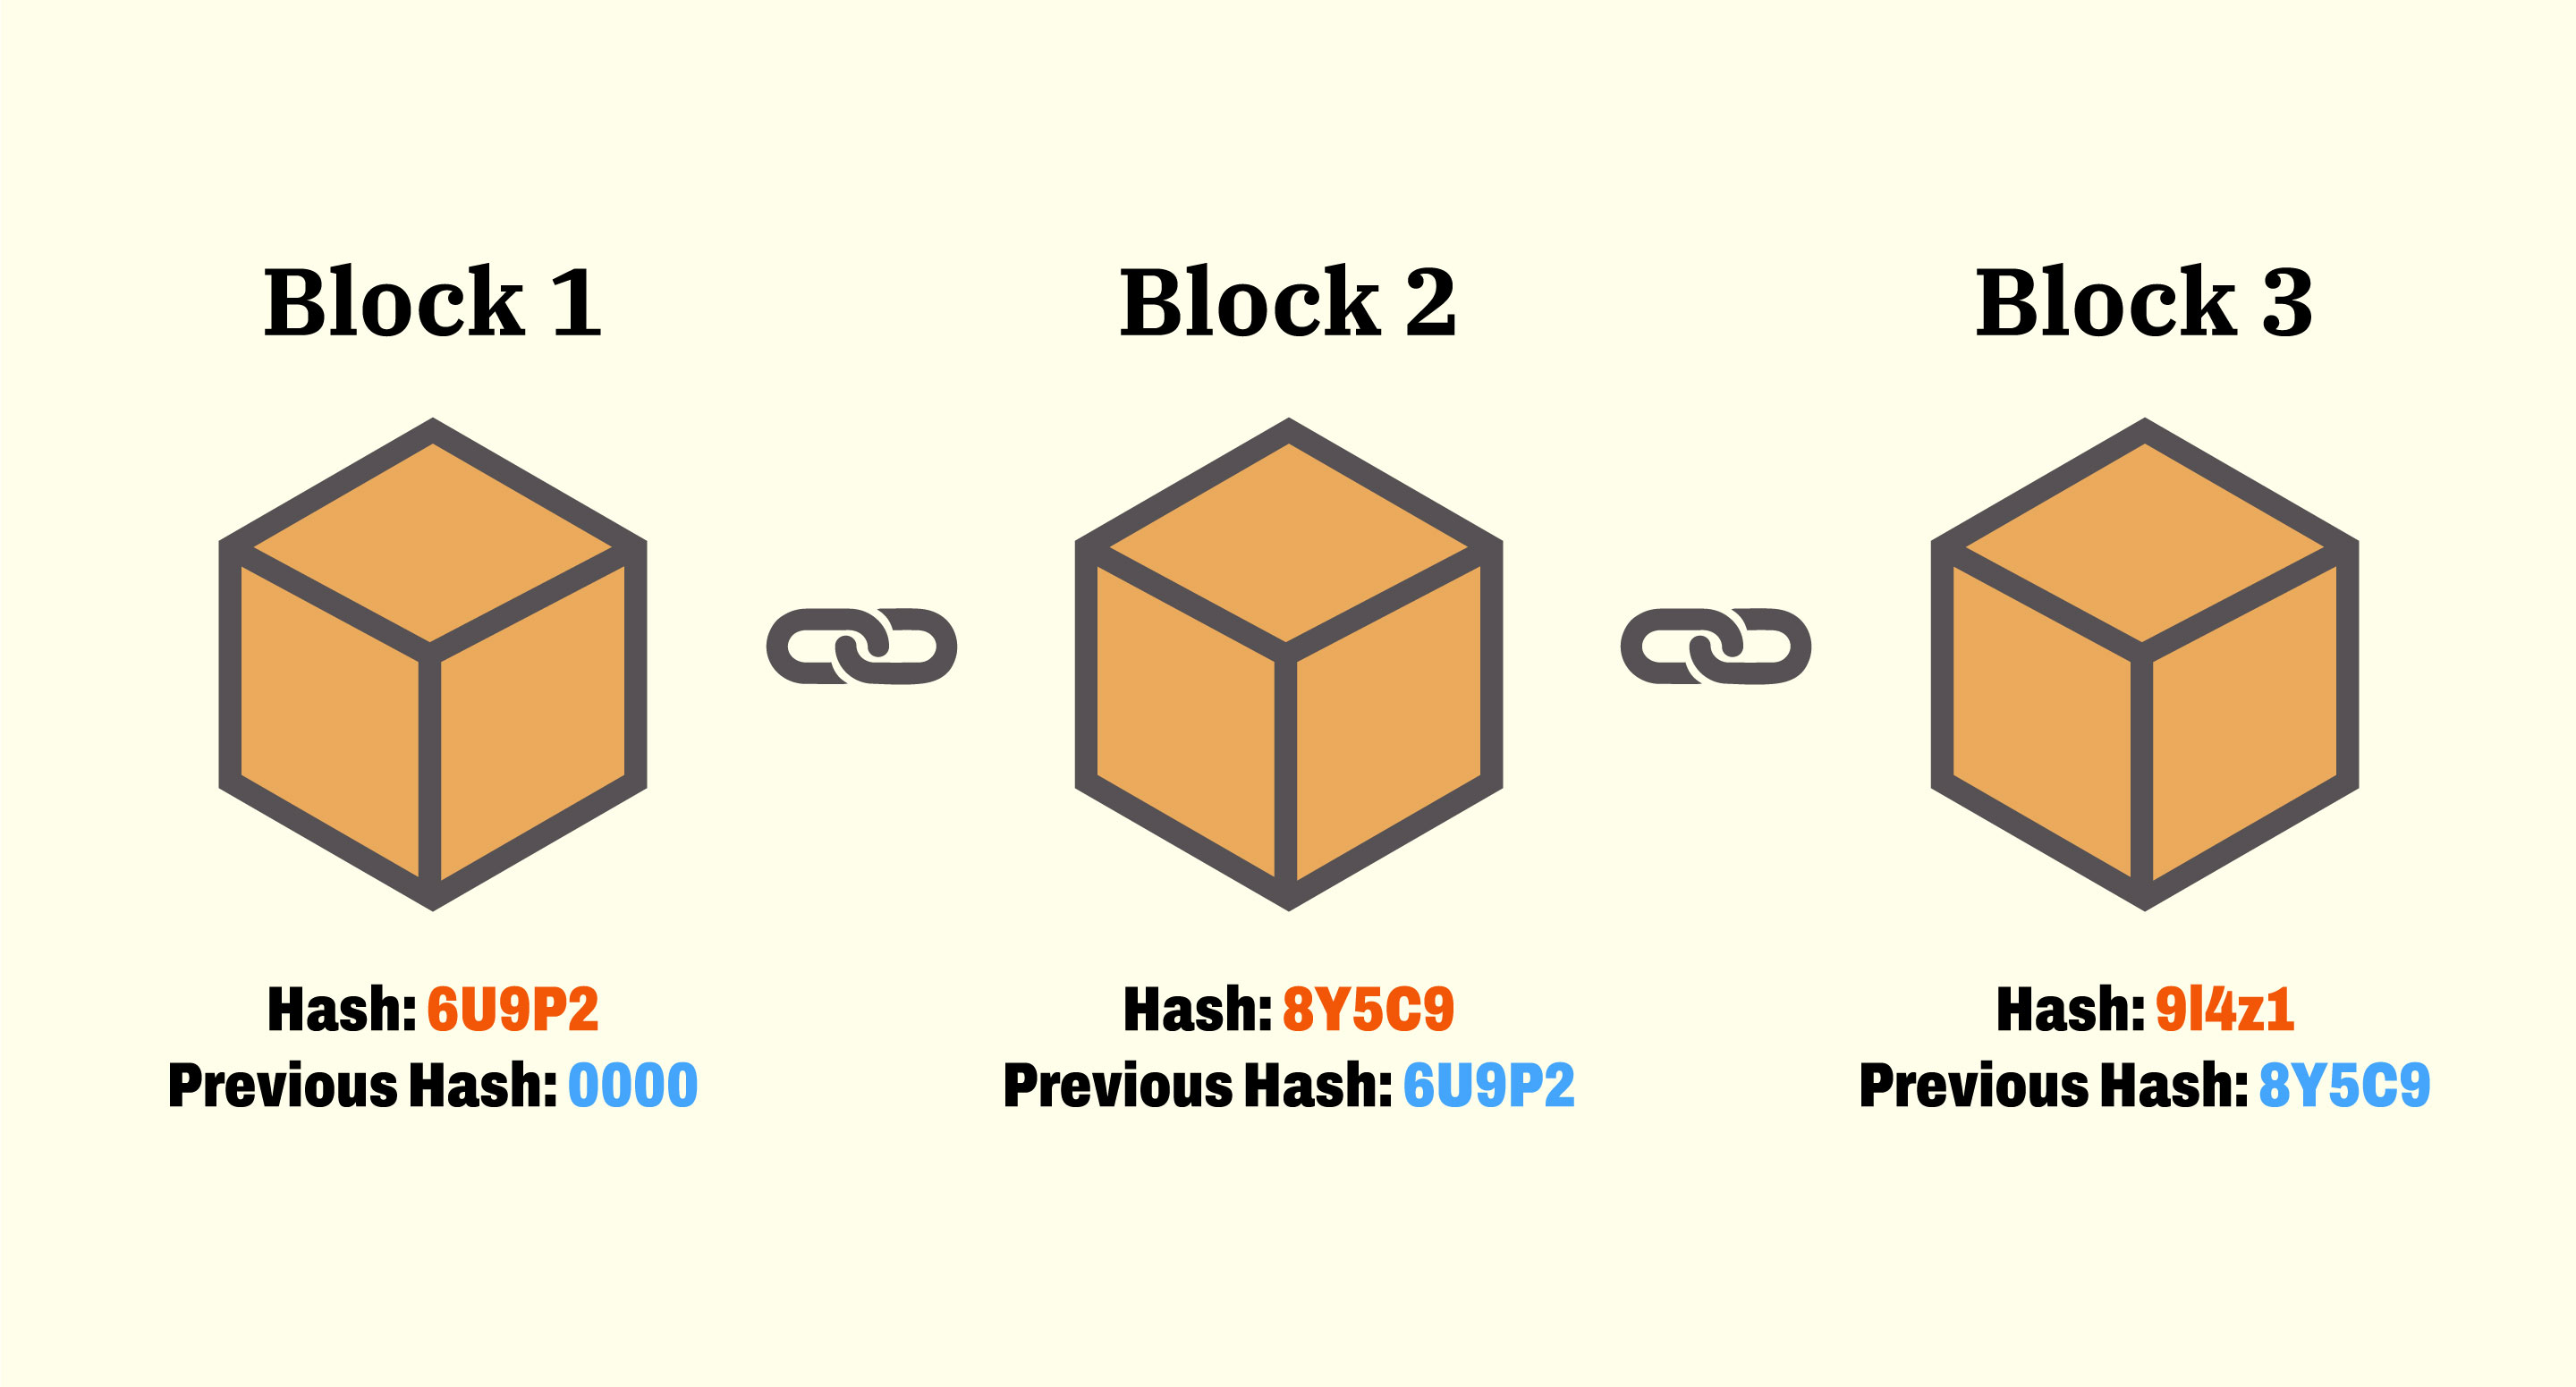 Block 1
Block 2
Block 3
Hash: 6U9P2
Previous Hash: 0000
Hash: 8Y5C9
Previous Hash: 6U9P2
Hash: 9l4z1
Previous Hash: 8Y5C9